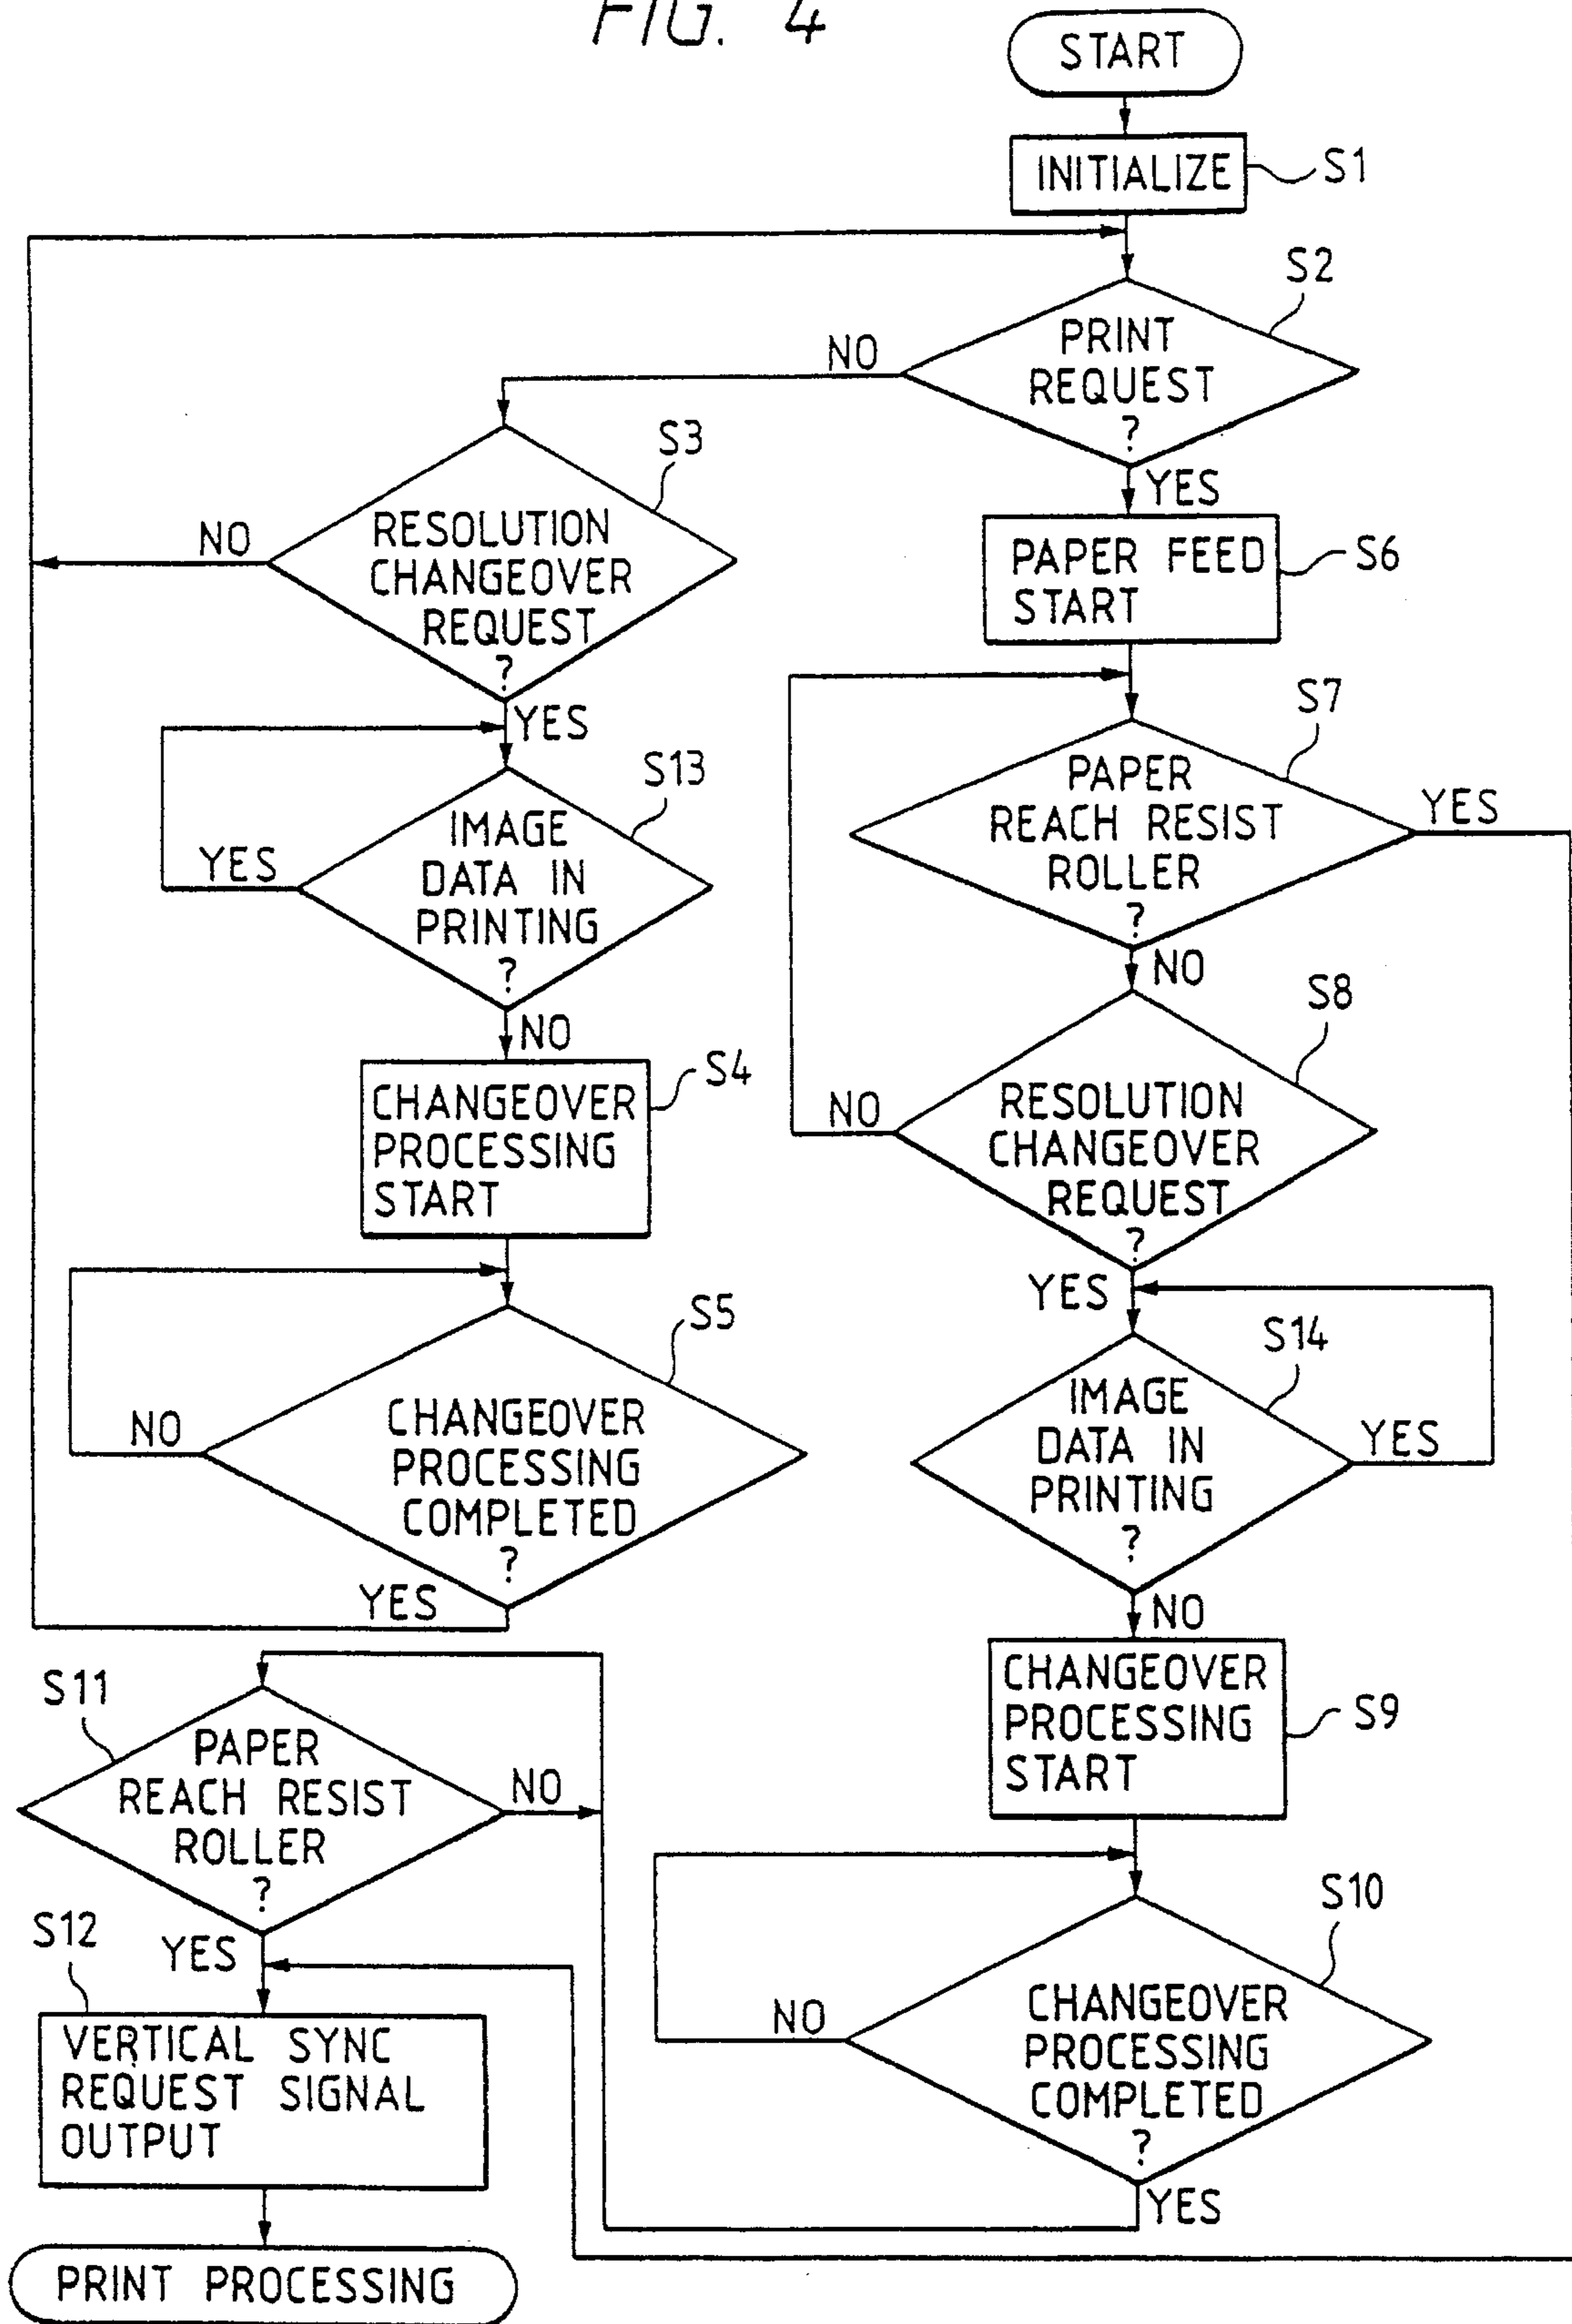 FIG. 4
START
INITIALIZE
S1
S2
PRINT
REQUEST
?
NO
YES
S3
RESOLUTION
CHANGEOVER
REQUEST
?
NO
YES
PAPER FEED
START
S6
S7
PAPER
REACH RESIST
ROLLER
?
YES
NO
S13
IMAGE
DATA IN
PRINTING
?
YES
NO
S8
RESOLUTION
CHANGEOVER
REQUEST
?
NO
YES
S4
CHANGEOVER
PROCESSING
START
S5
CHANGEOVER
PROCESSING
COMPLETED
?
NO
YES
S14
IMAGE
DATA IN
PRINTING
?
YES
NO
CHANGEOVER
PROCESSING
START
S9
S11
PAPER
REACH RESIST
ROLLER
?
NO
YES
S10
CHANGEOVER
PROCESSING
COMPLETED
?
NO
YES
S12
VERTICAL SYNC
REQUEST SIGNAL
OUTPUT
PRINT PROCESSING